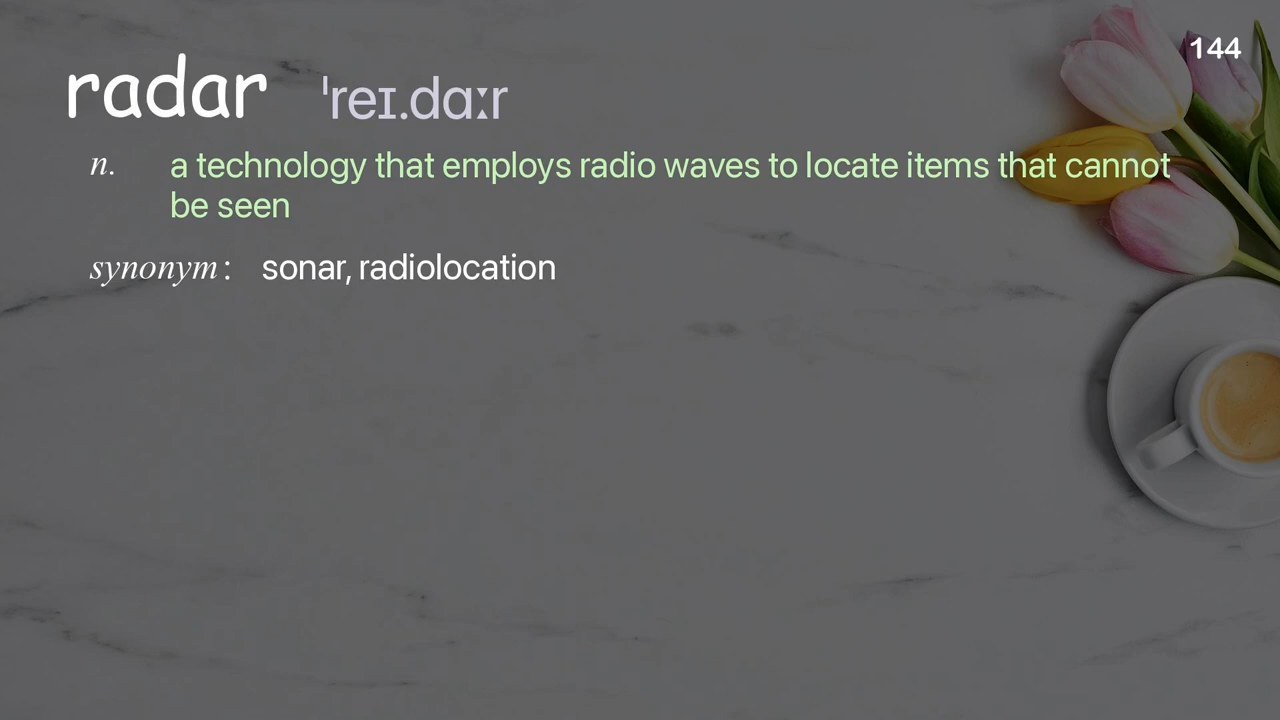 144
radar ˈreɪ.dɑːr
n. a technology that employs radio waves to locate items that cannot
be seen
synonym: sonar, radiolocation